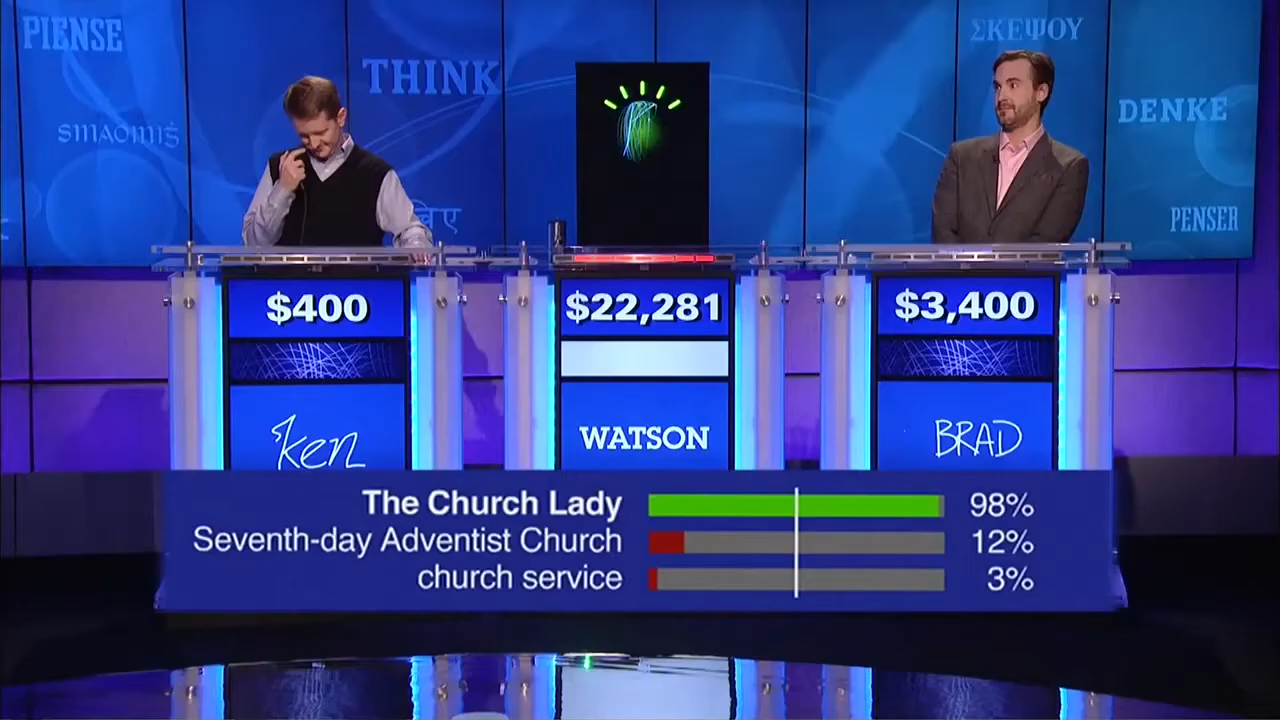 PIENSE
THINK
ΣΚΕΨΟΥ
DENKE
PENSER
$400
$22,281
$3,400
Ken
WATSON
BRAD
The Church Lady 98%
Seventh-day Adventist Church 12%
church service 3%